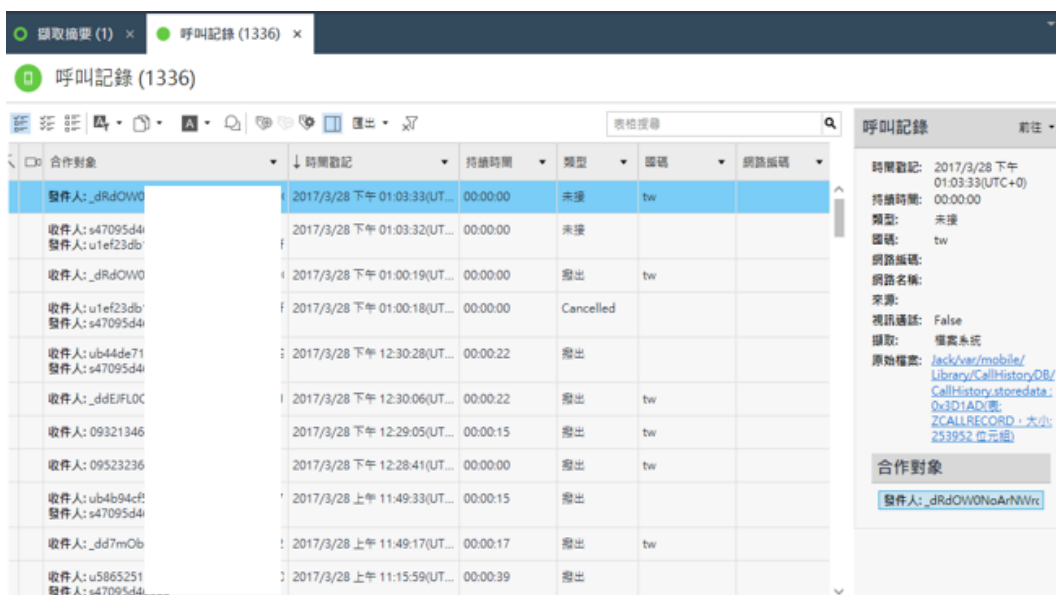 擷取摘要 (1) ×
呼叫記錄 (1336) ×
呼叫記錄 (1336)
匯出
表格搜尋
合作對象
時間戳記
持續時間
類型
國碼
網路編碼
發件人: _dRdOW0
2017/3/28 下午 01:03:33(UT...
00:00:00
未接
tw
收件人: s47095d4
發件人: u1ef23db
2017/3/28 下午 01:03:32(UT...
00:00:00
未接
收件人: _dRdOW0
2017/3/28 下午 01:00:19(UT...
00:00:00
撥出
tw
收件人: u1ef23db
發件人: s47095d4
2017/3/28 下午 01:00:18(UT...
00:00:00
Cancelled
收件人: ub44de71
發件人: s47095d4
2017/3/28 下午 12:30:28(UT...
00:00:22
撥出
收件人: _ddEJFL0
2017/3/28 下午 12:30:06(UT...
00:00:22
撥出
tw
收件人: 09321346
2017/3/28 下午 12:29:05(UT...
00:00:15
撥出
tw
收件人: 09523236
2017/3/28 下午 12:28:41(UT...
00:00:00
撥出
tw
收件人: ub4b94cf
發件人: s47095d4
2017/3/28 上午 11:49:33(UT...
00:00:15
撥出
收件人: _dd7mOb
2017/3/28 上午 11:49:17(UT...
00:00:17
撥出
tw
收件人: u5865251
發件人: s47095d4
2017/3/28 上午 11:15:59(UT...
00:00:39
撥出
呼叫記錄
前往
時間戳記: 2017/3/28 下午
01:03:33(UTC+0)
持續時間: 00:00:00
類型: 未接
國碼: tw
網路編碼:
網路名稱:
來源:
視訊通話: False
擷取: 檔案系統
原始檔案: Jack/var/mobile/
Library/CallHistoryDB/
CallHistory.storedata :
0x3D1AD(表:
ZCALLRECORD，大小:
253952 位元組)
合作對象
發件人: _dRdOW0NoArNWrc